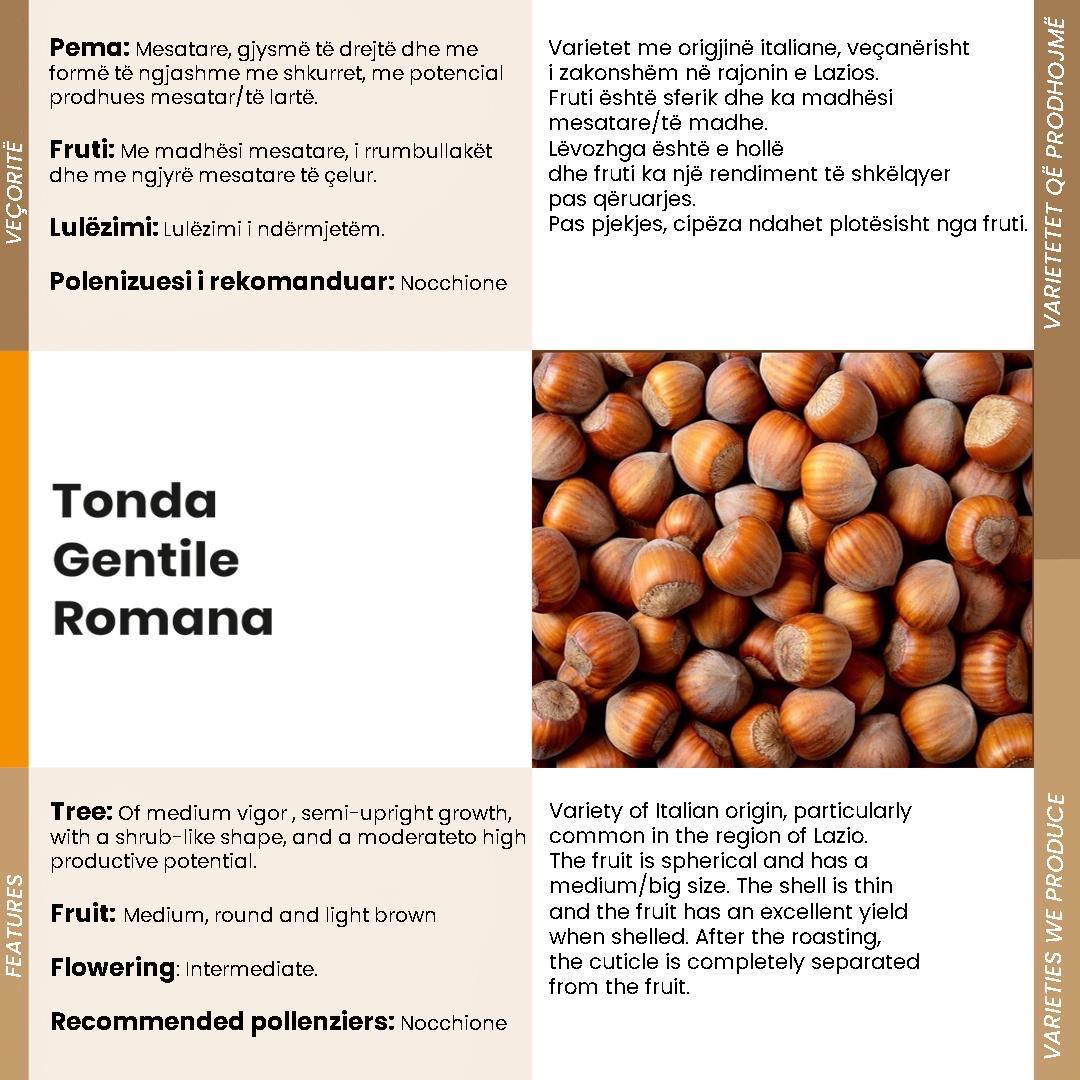 VEÇORITË
Pema: Mesatare, gjysmë të drejtë dhe me
formë të ngjashme me shkurret, me potencial
prodhues mesatar/të lartë.
Fruti: Me madhësi mesatare, i rrumbullakët
dhe me ngjyrë mesatare të çelur.
Lulëzimi: Lulëzimi i ndërmjetëm.
Polenizuesi i rekomanduar: Nocchione
Varietet me origjinë italiane, veçanërisht
i zakonshëm në rajonin e Lazios.
Fruti është sferik dhe ka madhësi
mesatare/të madhe.
Lëvozhga është e hollë
dhe fruti ka një rendiment të shkëlqyer
pas qëruarjes.
Pas pjekjes, cipëza ndahet plotësisht nga fruti.
VARIETETET QË PRODHOJMË
Tonda
Gentile
Romana
FEATURES
Tree: Of medium vigor , semi-upright growth,
with a shrub-like shape, and a moderateto high
productive potential.
Fruit: Medium, round and light brown
Flowering: Intermediate.
Recommended pollenziers: Nocchione
Variety of Italian origin, particularly
common in the region of Lazio.
The fruit is spherical and has a
medium/big size. The shell is thin
and the fruit has an excellent yield
when shelled. After the roasting,
the cuticle is completely separated
from the fruit.
VARIETIES WE PRODUCE